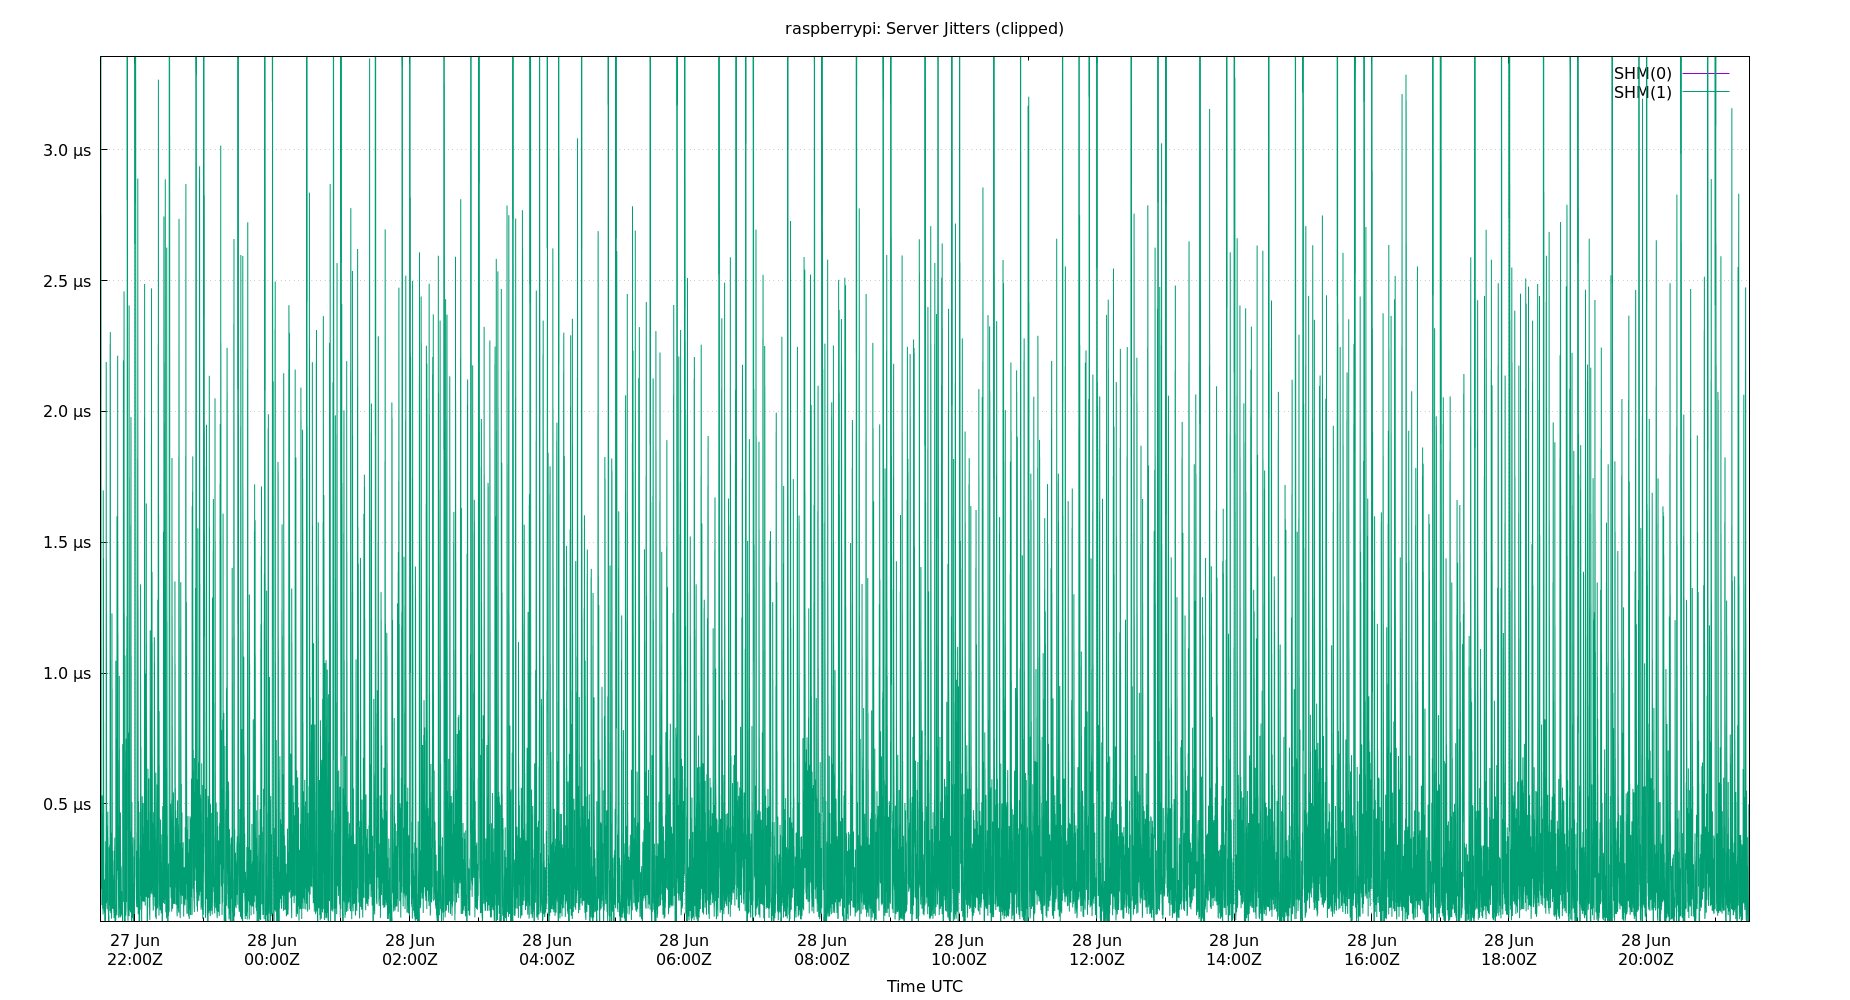 raspberrypi: Server Jitters (clipped)
SHM(0)
SHM(1)
3.0 µs
2.5 µs
2.0 µs
1.5 µs
1.0 µs
0.5 µs
27 Jun 28 Jun 28 Jun 28 Jun 28 Jun 28 Jun 28 Jun 28 Jun 28 Jun 28 Jun 28 Jun 28 Jun
22:00Z 00:00Z 02:00Z 04:00Z 06:00Z 08:00Z 10:00Z 12:00Z 14:00Z 16:00Z 18:00Z 20:00Z
Time UTC